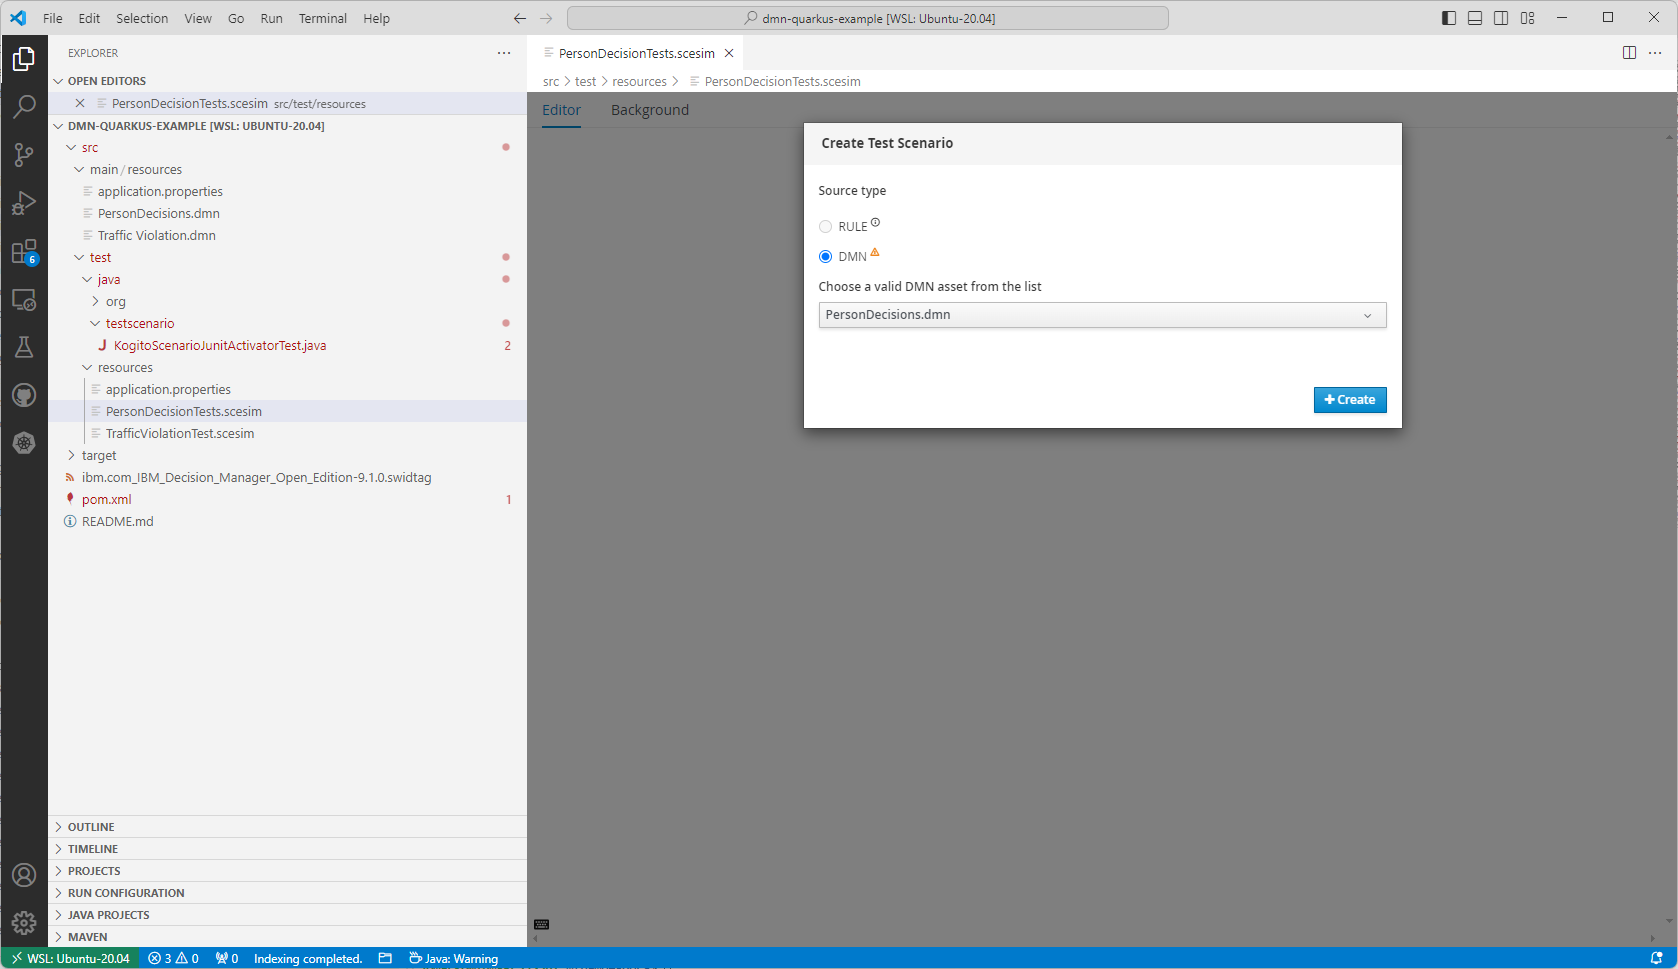 File Edit Selection View Go Run Terminal Help
dmn-quarkus-example [WSL: Ubuntu-20.04]
EXPLORER
OPEN EDITORS
PersonDecisionTests.scesim src/test/resources
DMN-QUARKUS-EXAMPLE [WSL: UBUNTU-20.04]
src
main / resources
application.properties
PersonDecisions.dmn
Traffic Violation.dmn
test
java
org
testscenario
J KogitoScenarioJunitActivatorTest.java 2
resources
application.properties
PersonDecisionTests.scesim
TrafficViolationTest.scesim
target
ibm.com_IBM_Decision_Manager_Open_Edition-9.1.0.swidtag
pom.xml 1
README.md
6
OUTLINE
TIMELINE
PROJECTS
RUN CONFIGURATION
JAVA PROJECTS
MAVEN
PersonDecisionTests.scesim
src > test > resources > PersonDecisionTests.scesim
Editor Background
Create Test Scenario
Source type
RULE
DMN
Choose a valid DMN asset from the list
PersonDecisions.dmn
+ Create
WSL: Ubuntu-20.04 3 0 0 Indexing completed. Java: Warning